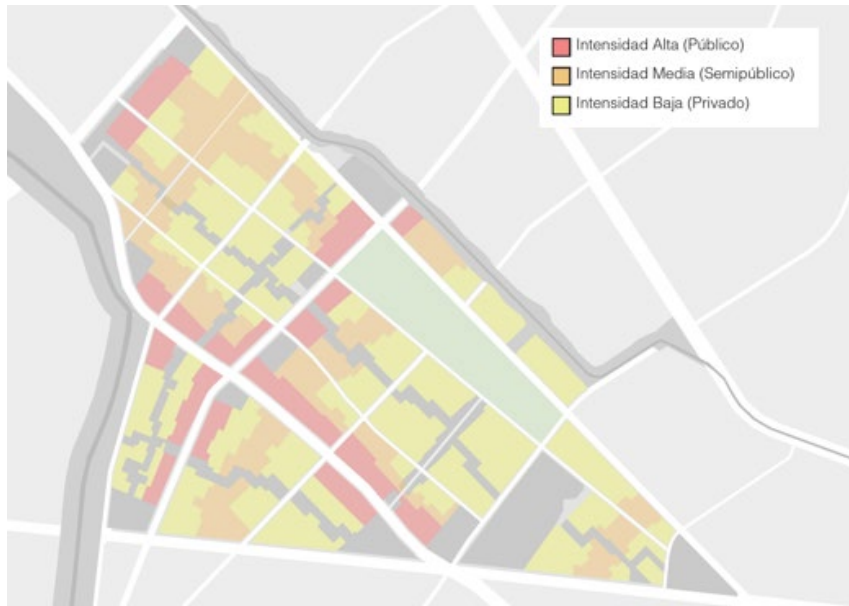 Intensidad Alta (Público)
Intensidad Media (Semipúblico)
Intensidad Baja (Privado)